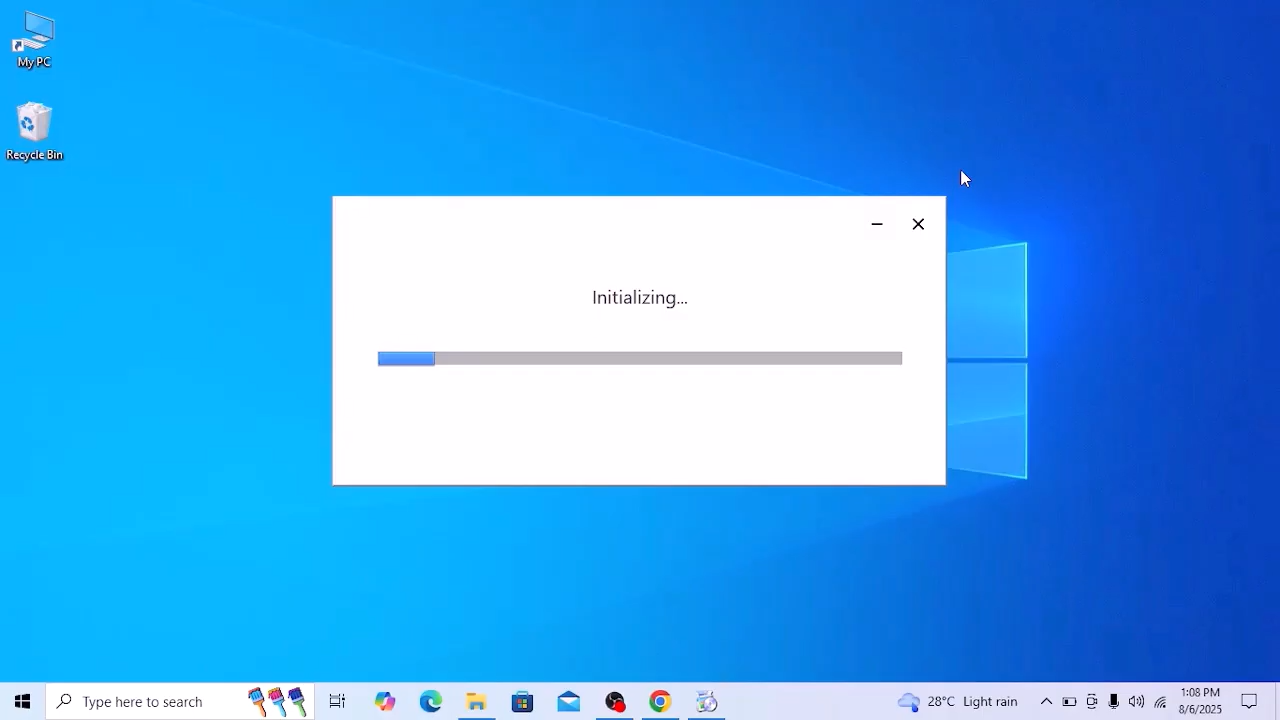 My PC
Recycle Bin
Initializing...
Type here to search
28°C Light rain
1:08 PM
8/6/2025